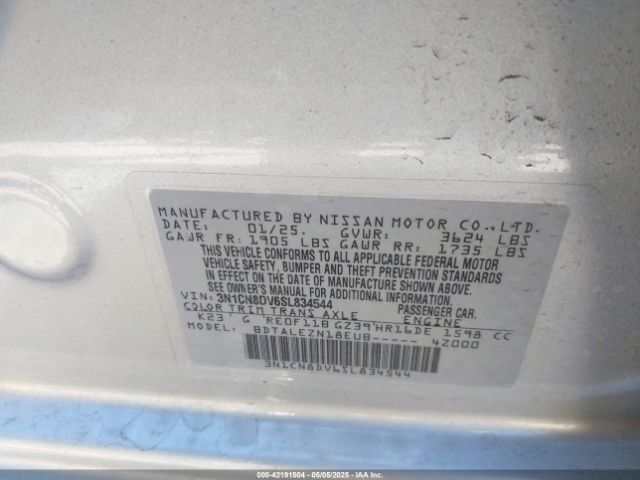 MANUFACTURED BY NISSAN MOTOR CO., LTD.
DATE: 01/25. GVWR: 3624 LBS
GAWR FR: 1905 LBS GAWR RR: 1735 LBS
THIS VEHICLE CONFORMS TO ALL APPLICABLE FEDERAL MOTOR
VEHICLE SAFETY, BUMPER AND THEFT PREVENTION STANDARDS
IN EFFECT ON THE DATE OF MANUFACTURE SHOWN ABOVE.
SEE OWNER'S MANUAL FOR ADDITIONAL INFORMATION.
VIN: 3N1CN8DV6SL834544 PASSENGER CAR.
COLOR TRIM TRANS AXLE ENGINE
K23 G RE0F11B GZ39 HR16DE 1598 CC
MODEL: BDTALEZN18EUB----- 4Z000
3N1CN8DV6SL834544
000-42191504 - 05/05/2025 - IAA Inc.